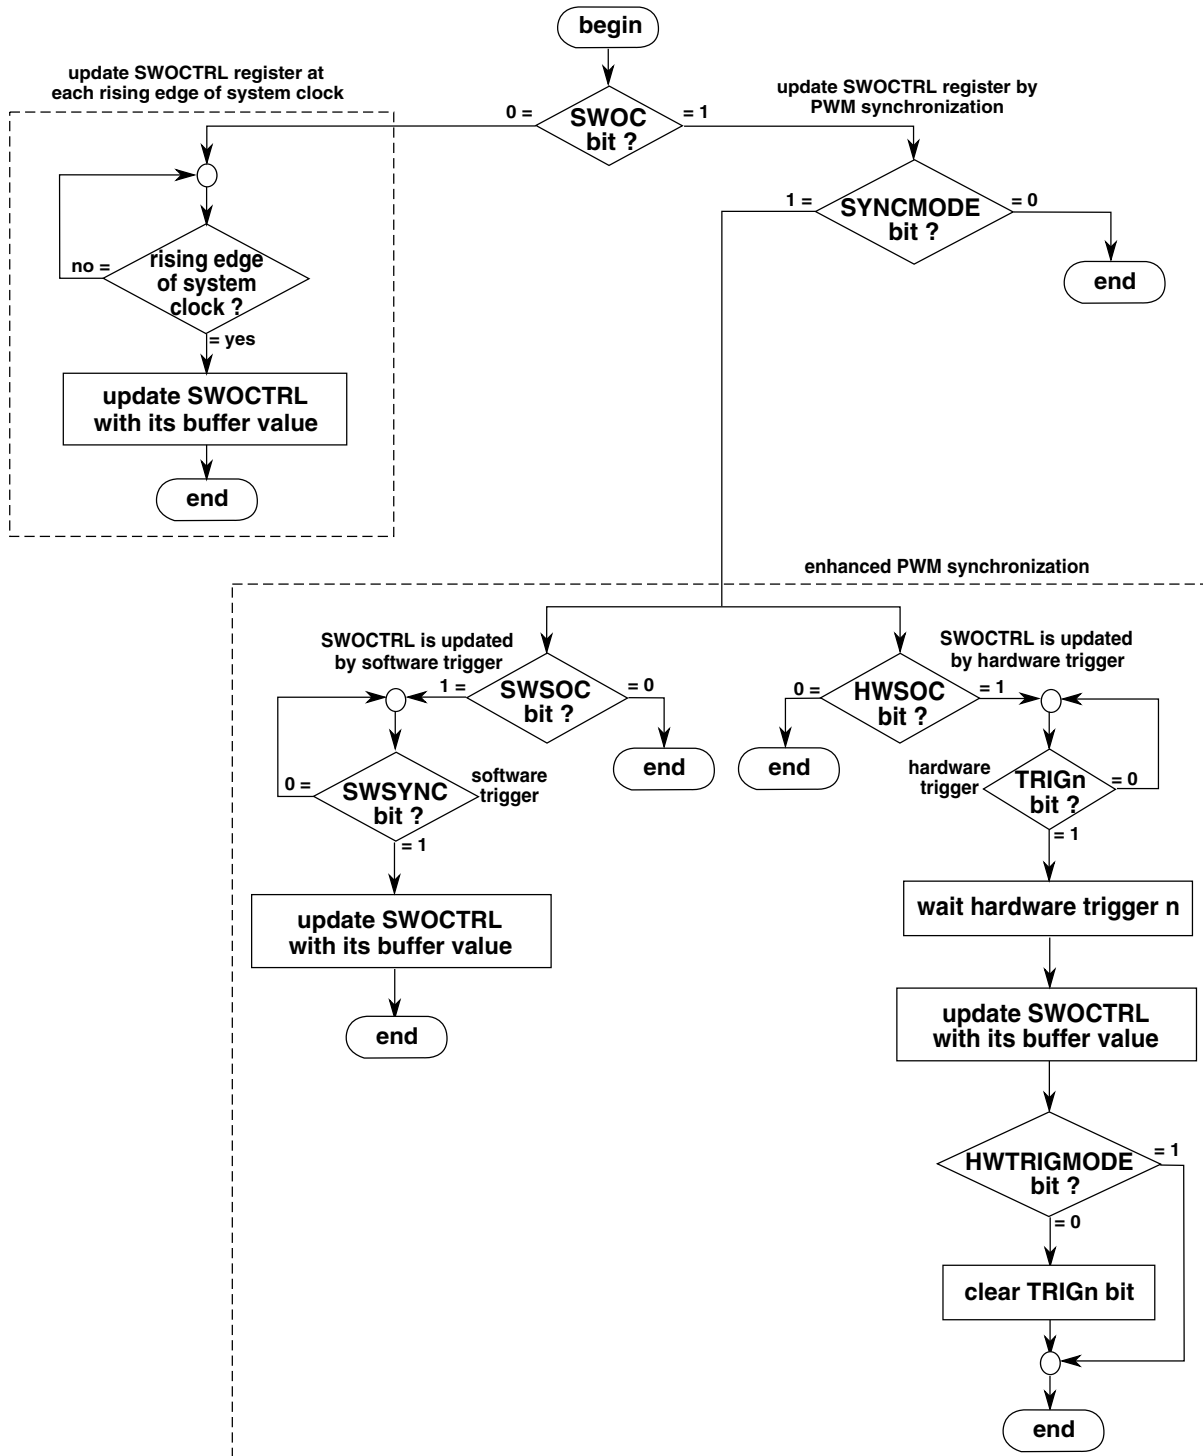 begin
update SWOCTRL register at
each rising edge of system clock
update SWOCTRL register by
PWM synchronization
0 =
SWOC
bit ?
= 1
1 =
SYNCMODE
bit ?
= 0
end
no =
rising edge
of system
clock ?
= yes
update SWOCTRL
with its buffer value
end
enhanced PWM synchronization
SWOCTRL is updated
by software trigger
SWOCTRL is updated
by hardware trigger
1 =
SWSOC
bit ?
= 0
end
0 =
HWSOC
bit ?
= 1
end
0 =
SWSYNC
bit ?
software
trigger
= 1
update SWOCTRL
with its buffer value
end
hardware
trigger
TRIGn
bit ?
= 0
= 1
wait hardware trigger n
update SWOCTRL
with its buffer value
HWTRIGMODE
bit ?
= 1
= 0
clear TRIGn bit
end